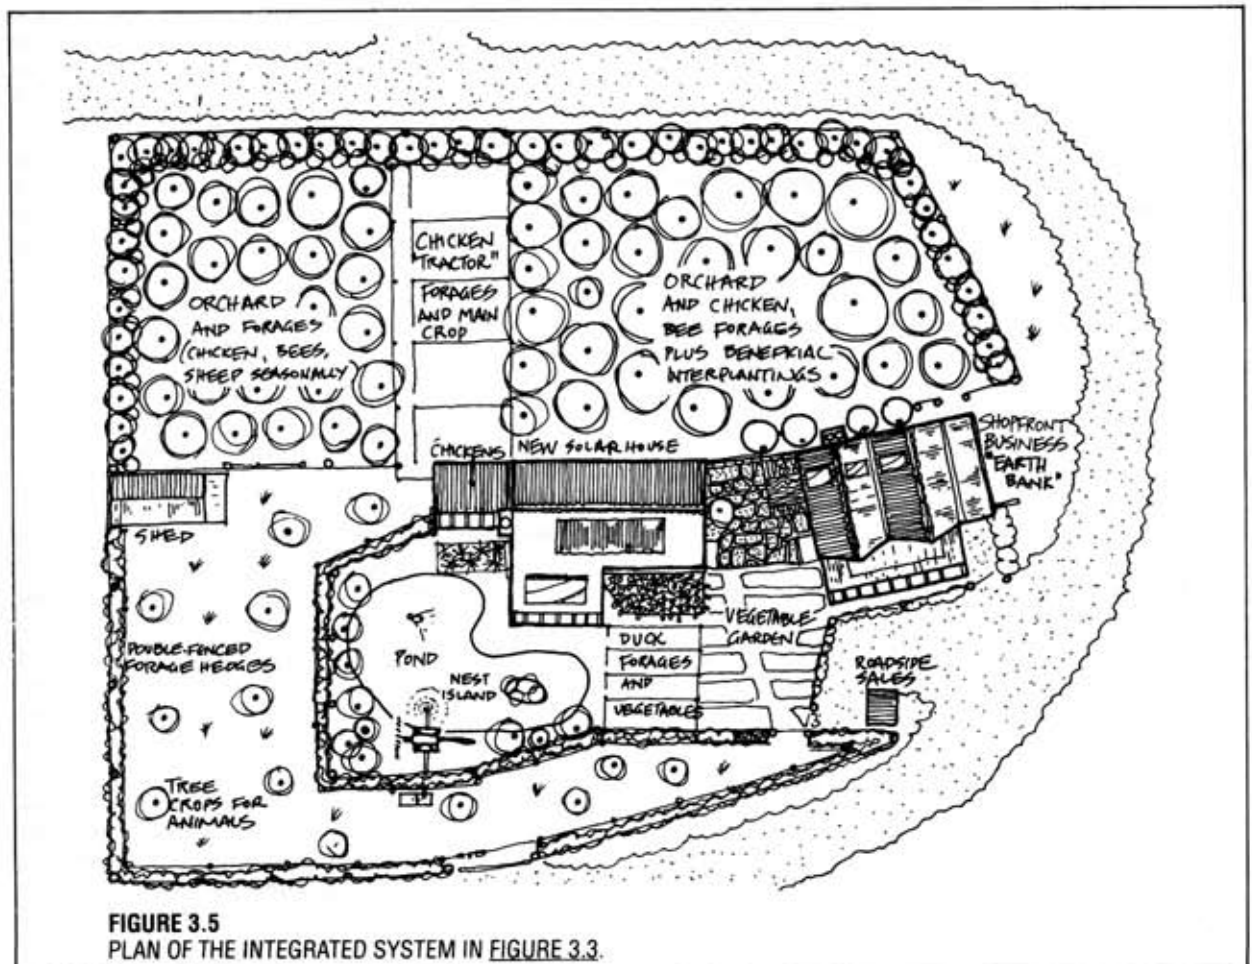 CHICKEN
"TRACTOR"
FORAGES
AND MAIN
CROP
ORCHARD
AND FORAGES
(CHICKEN, BEES,
SHEEP SEASONALLY)
ORCHARD
AND CHICKEN,
BEE FORAGES
PLUS BENEFICIAL
INTERPLANTINGS
CHICKENS
NEW SOLAR HOUSE
SHOPFRONT
BUSINESS
"EARTH
BANK"
SHED
DOUBLE-FENCED
FORAGE HEDGES
POND
NEST
ISLAND
DUCK
FORAGES
AND
VEGETABLES
VEGETABLE
GARDEN
ROADSIDE
SALES
TREE
CROPS FOR
ANIMALS
FIGURE 3.5
PLAN OF THE INTEGRATED SYSTEM IN FIGURE 3.3.